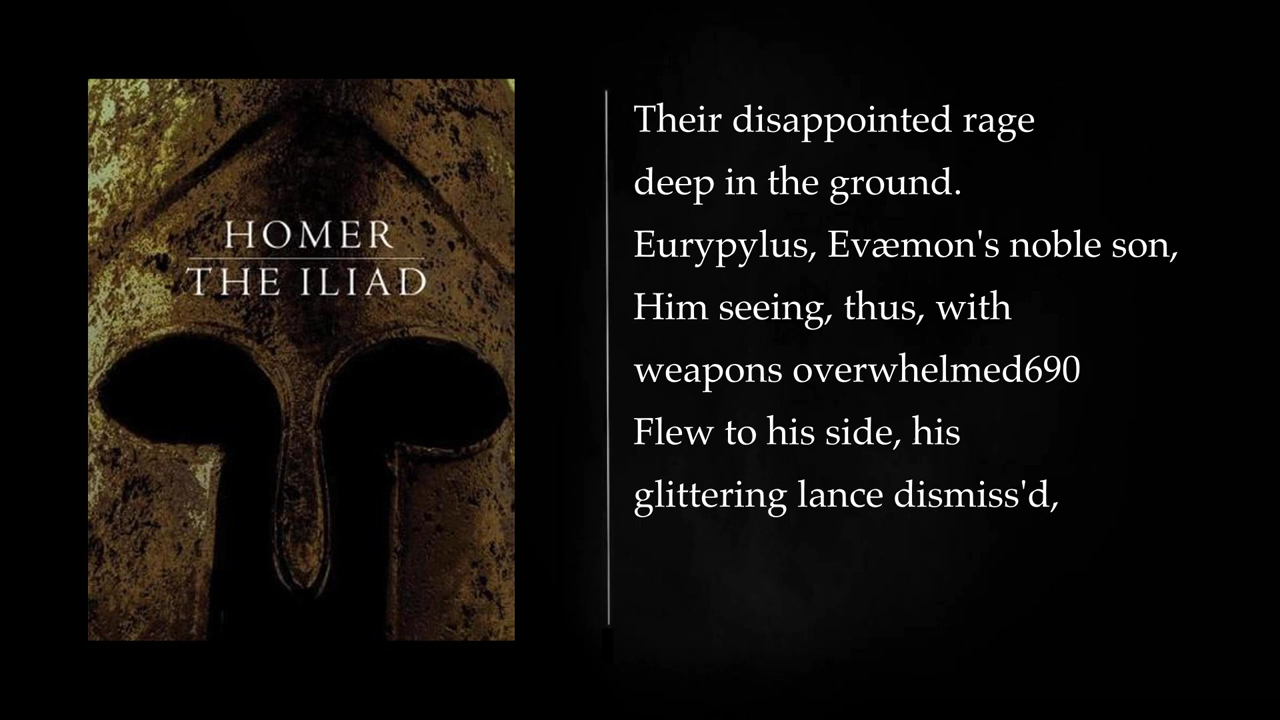 HOMER
THE ILIAD
Their disappointed rage
deep in the ground.
Eurypylus, Evæmon's noble son,
Him seeing, thus, with
weapons overwhelmed690
Flew to his side, his
glittering lance dismiss'd,